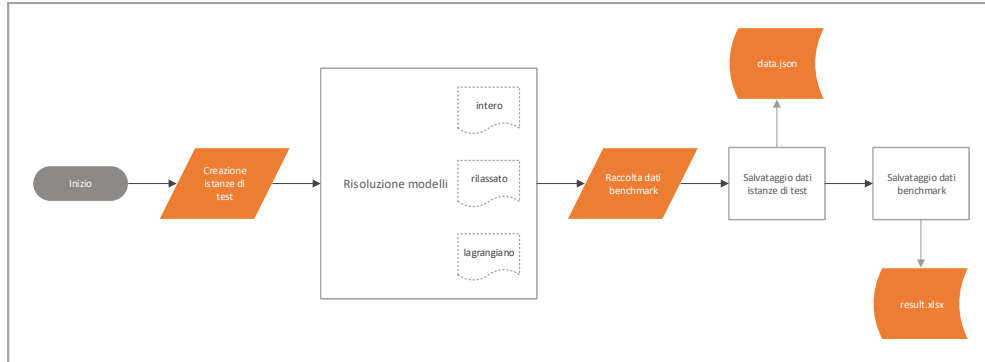 Inizio
Creazione
istanze di
test
Risoluzione modelli
intero
rilassato
lagrangiano
Raccolta dati
benchmark
Salvataggio dati
istanze di test
data.json
Salvataggio dati
benchmark
result.xlsx